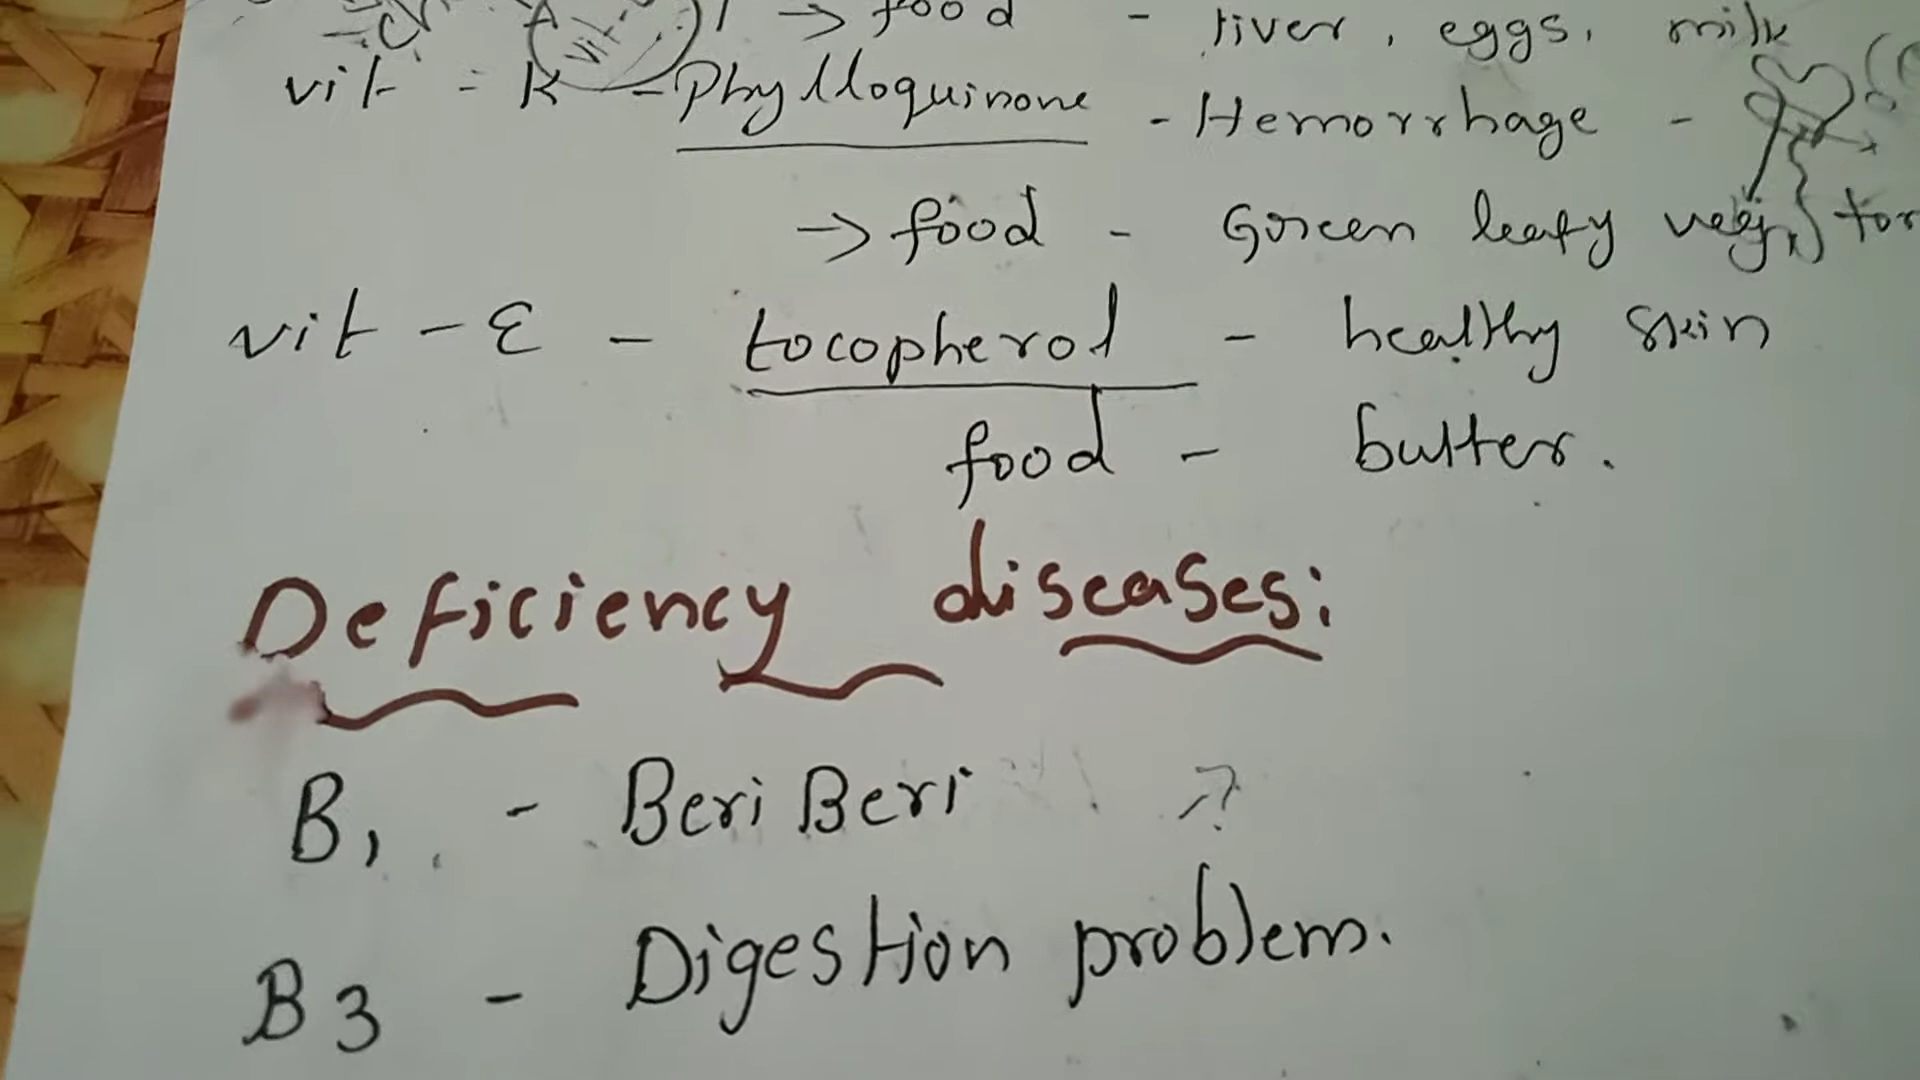 → food - liver, eggs, milk
vit - K - Phylloquinone - Hemorrhage -
→ food - Green leafy veg
vit - E - tocopherol - healthy skin
food - butter.
Deficiency diseases:
B1 - Beri Beri
B3 - Digestion problem.